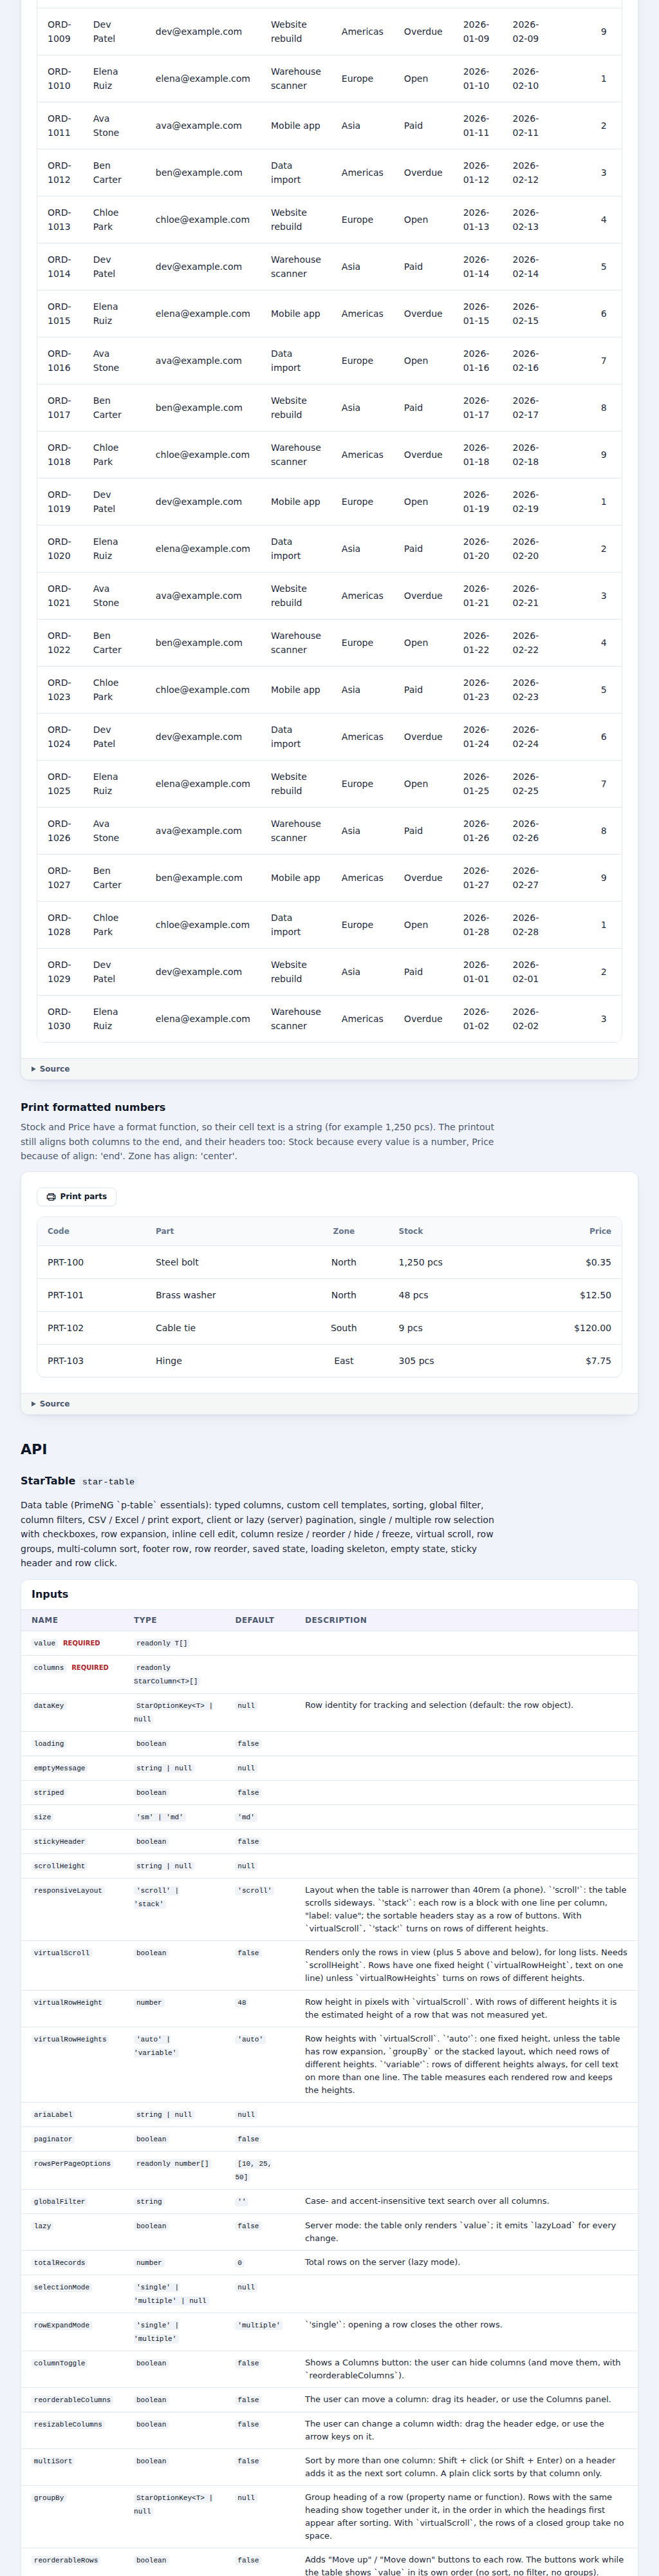 ORD- Dev Website 2026- 2026-
1009 Patel dev@example.com rebuild Americas Overdue 01-09 02-09 9
ORD- Elena Warehouse 2026- 2026-
1010 Ruiz elena@example.com scanner Europe Open 01-10 02-10 1
ORD- Ava 2026- 2026-
1011 Stone ava@example.com Mobile app Asia Paid 01-11 02-11 2
ORD- Ben Data 2026- 2026-
1012 Carter ben@example.com import Americas Overdue 01-12 02-12 3
ORD- Chloe Website 2026- 2026-
1013 Park chloe@example.com rebuild Europe Open 01-13 02-13 4
ORD- Dev Warehouse 2026- 2026-
1014 Patel dev@example.com scanner Asia Paid 01-14 02-14 5
ORD- Elena 2026- 2026-
1015 Ruiz elena@example.com Mobile app Americas Overdue 01-15 02-15 6
ORD- Ava Data 2026- 2026-
1016 Stone ava@example.com import Europe Open 01-16 02-16 7
ORD- Ben Website 2026- 2026-
1017 Carter ben@example.com rebuild Asia Paid 01-17 02-17 8
ORD- Chloe Warehouse 2026- 2026-
1018 Park chloe@example.com scanner Americas Overdue 01-18 02-18 9
ORD- Dev 2026- 2026-
1019 Patel dev@example.com Mobile app Europe Open 01-19 02-19 1
ORD- Elena Data 2026- 2026-
1020 Ruiz elena@example.com import Asia Paid 01-20 02-20 2
ORD- Ava Website 2026- 2026-
1021 Stone ava@example.com rebuild Americas Overdue 01-21 02-21 3
ORD- Ben Warehouse 2026- 2026-
1022 Carter ben@example.com scanner Europe Open 01-22 02-22 4
ORD- Chloe 2026- 2026-
1023 Park chloe@example.com Mobile app Asia Paid 01-23 02-23 5
ORD- Dev Data 2026- 2026-
1024 Patel dev@example.com import Americas Overdue 01-24 02-24 6
ORD- Elena Website 2026- 2026-
1025 Ruiz elena@example.com rebuild Europe Open 01-25 02-25 7
ORD- Ava Warehouse 2026- 2026-
1026 Stone ava@example.com scanner Asia Paid 01-26 02-26 8
ORD- Ben 2026- 2026-
1027 Carter ben@example.com Mobile app Americas Overdue 01-27 02-27 9
ORD- Chloe Data 2026- 2026-
1028 Park chloe@example.com import Europe Open 01-28 02-28 1
ORD- Dev Website 2026- 2026-
1029 Patel dev@example.com rebuild Asia Paid 01-01 02-01 2
ORD- Elena Warehouse 2026- 2026-
1030 Ruiz elena@example.com scanner Americas Overdue 01-02 02-02 3
Source
Print formatted numbers
Stock and Price have a format function, so their cell text is a string (for example 1,250 pcs). The printout
still aligns both columns to the end, and their headers too: Stock because every value is a number, Price
because of align: 'end'. Zone has align: 'center'.
Print parts
Code Part Zone Stock Price
PRT-100 Steel bolt North 1,250 pcs $0.35
PRT-101 Brass washer North 48 pcs $12.50
PRT-102 Cable tie South 9 pcs $120.00
PRT-103 Hinge East 305 pcs $7.75
Source
API
StarTable star-table
Data table (PrimeNG `p-table` essentials): typed columns, custom cell templates, sorting, global filter,
column filters, CSV / Excel / print export, client or lazy (server) pagination, single / multiple row selection
with checkboxes, row expansion, inline cell edit, column resize / reorder / hide / freeze, virtual scroll, row
groups, multi-column sort, footer row, row reorder, saved state, loading skeleton, empty state, sticky
header and row click.
Inputs
NAME TYPE DEFAULT DESCRIPTION
value REQUIRED readonly T[]
columns REQUIRED readonly
StarColumn<T>[]
dataKey StarOptionKey<T> | null Row identity for tracking and selection (default: the row object).
null
loading boolean false
emptyMessage string | null null
striped boolean false
size 'sm' | 'md' 'md'
stickyHeader boolean false
scrollHeight string | null null
responsiveLayout 'scroll' | 'scroll' Layout when the table is narrower than 40rem (a phone). `'scroll'`: the table
'stack' scrolls sideways. `'stack'`: each row is a block with one line per column,
"label: value"; the sortable headers stay as a row of buttons. With
`virtualScroll`, `'stack'` turns on rows of different heights.
virtualScroll boolean false Renders only the rows in view (plus 5 above and below), for long lists. Needs
`scrollHeight`. Rows have one fixed height (`virtualRowHeight`, text on one
line) unless `virtualRowHeights` turns on rows of different heights.
virtualRowHeight number 48 Row height in pixels with `virtualScroll`. With rows of different heights it is
the estimated height of a row that was not measured yet.
virtualRowHeights 'auto' | 'auto' Row heights with `virtualScroll`. `'auto'`: one fixed height, unless the table
'variable' has row expansion, `groupBy` or the stacked layout, which need rows of
different heights. `'variable'`: rows of different heights always, for cell text
on more than one line. The table measures each rendered row and keeps
the heights.
ariaLabel string | null null
paginator boolean false
rowsPerPageOptions readonly number[] [10, 25,
50]
globalFilter string '' Case- and accent-insensitive text search over all columns.
lazy boolean false Server mode: the table only renders `value`; it emits `lazyLoad` for every
change.
totalRecords number 0 Total rows on the server (lazy mode).
selectionMode 'single' | null
'multiple' | null
rowExpandMode 'single' | 'multiple' `'single'`: opening a row closes the other rows.
'multiple'
columnToggle boolean false Shows a Columns button: the user can hide columns (and move them, with
`reorderableColumns`).
reorderableColumns boolean false The user can move a column: drag its header, or use the Columns panel.
resizableColumns boolean false The user can change a column width: drag the header edge, or use the
arrow keys on it.
multiSort boolean false Sort by more than one column: Shift + click (or Shift + Enter) on a header
adds it as the next sort column. A plain click sorts by that column only.
groupBy StarOptionKey<T> | null Group heading of a row (property name or function). Rows with the same
null heading show together under it, in the order in which the headings first
appear after sorting. With `virtualScroll`, the rows of a closed group take no
space.
reorderableRows boolean false Adds "Move up" / "Move down" buttons to each row. The buttons work while
the table shows `value` in its own order (no sort, no filter, no groups).